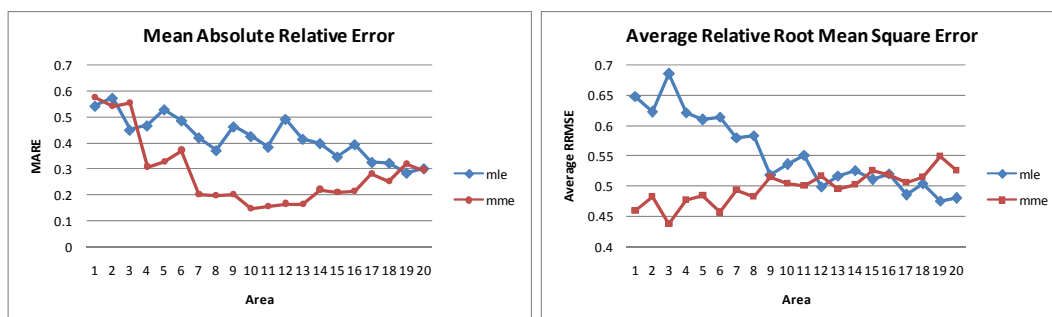 Mean Absolute Relative Error
0.7
0.6
0.5
0.4
0.3
0.2
0.1
0
MARE
1 2 3 4 5 6 7 8 9 10 11 12 13 14 15 16 17 18 19 20
Area
mle
mme
Average Relative Root Mean Square Error
0.7
0.65
0.6
0.55
0.5
0.45
0.4
Average RRMSE
1 2 3 4 5 6 7 8 9 10 11 12 13 14 15 16 17 18 19 20
Area
mle
mme